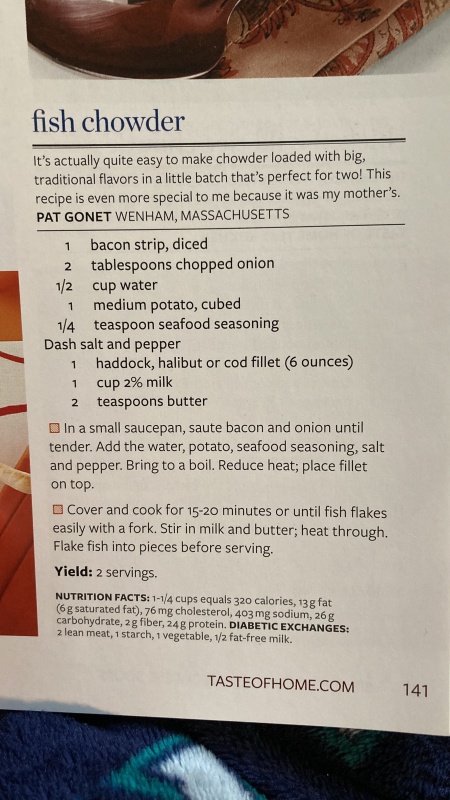 fish chowder
It's actually quite easy to make chowder loaded with big,
traditional flavors in a little batch that's perfect for two! This
recipe is even more special to me because it was my mother's.
PAT GONET WENHAM, MASSACHUSETTS
1 bacon strip, diced
2 tablespoons chopped onion
1/2 cup water
1 medium potato, cubed
1/4 teaspoon seafood seasoning
Dash salt and pepper
1 haddock, halibut or cod fillet (6 ounces)
1 cup 2% milk
2 teaspoons butter
In a small saucepan, saute bacon and onion until
tender. Add the water, potato, seafood seasoning, salt
and pepper. Bring to a boil. Reduce heat; place fillet
on top.
Cover and cook for 15-20 minutes or until fish flakes
easily with a fork. Stir in milk and butter; heat through.
Flake fish into pieces before serving.
Yield: 2 servings.
NUTRITION FACTS: 1-1/4 cups equals 320 calories, 13 g fat
(6 g saturated fat), 76 mg cholesterol, 403 mg sodium, 26 g
carbohydrate, 2 g fiber, 24 g protein. DIABETIC EXCHANGES:
2 lean meat, 1 starch, 1 vegetable, 1/2 fat-free milk.
TASTEOFHOME.COM 141